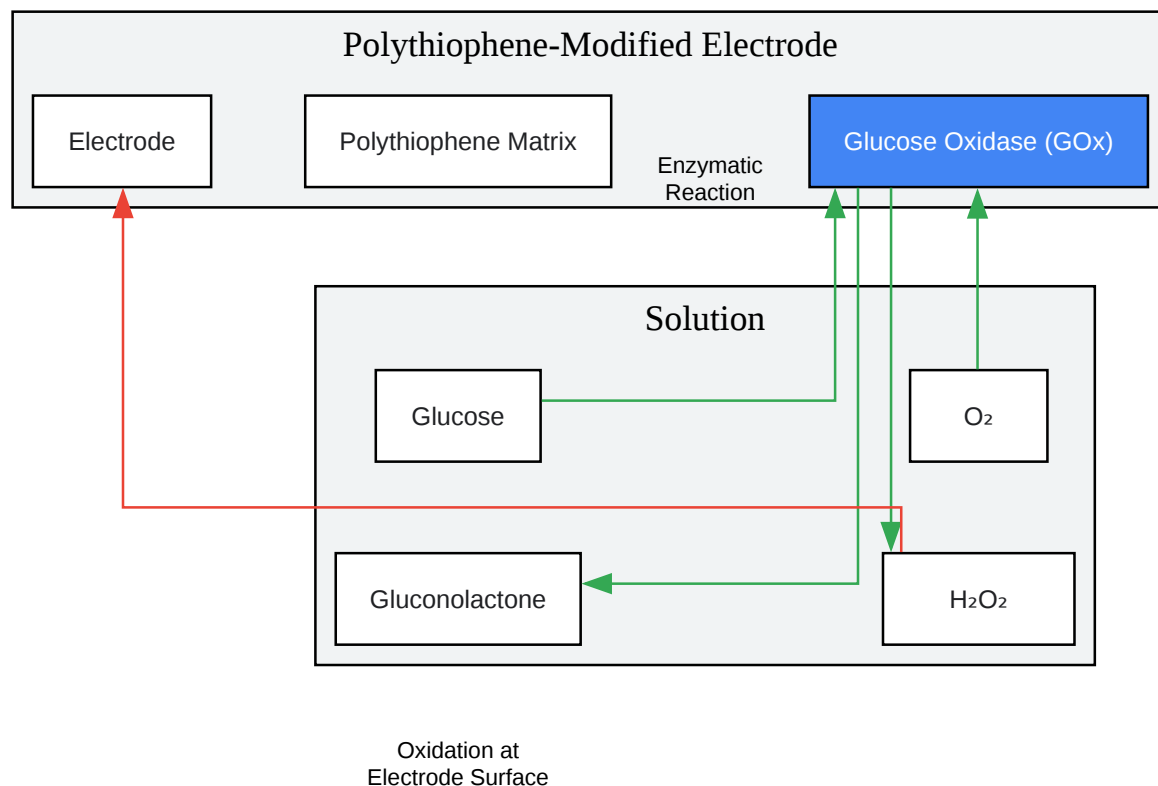 Polythiophene-Modified Electrode
Electrode
Polythiophene Matrix
Glucose Oxidase (GOx)
Enzymatic
Reaction
Solution
Glucose
O₂
Gluconolactone
H₂O₂
Oxidation at
Electrode Surface